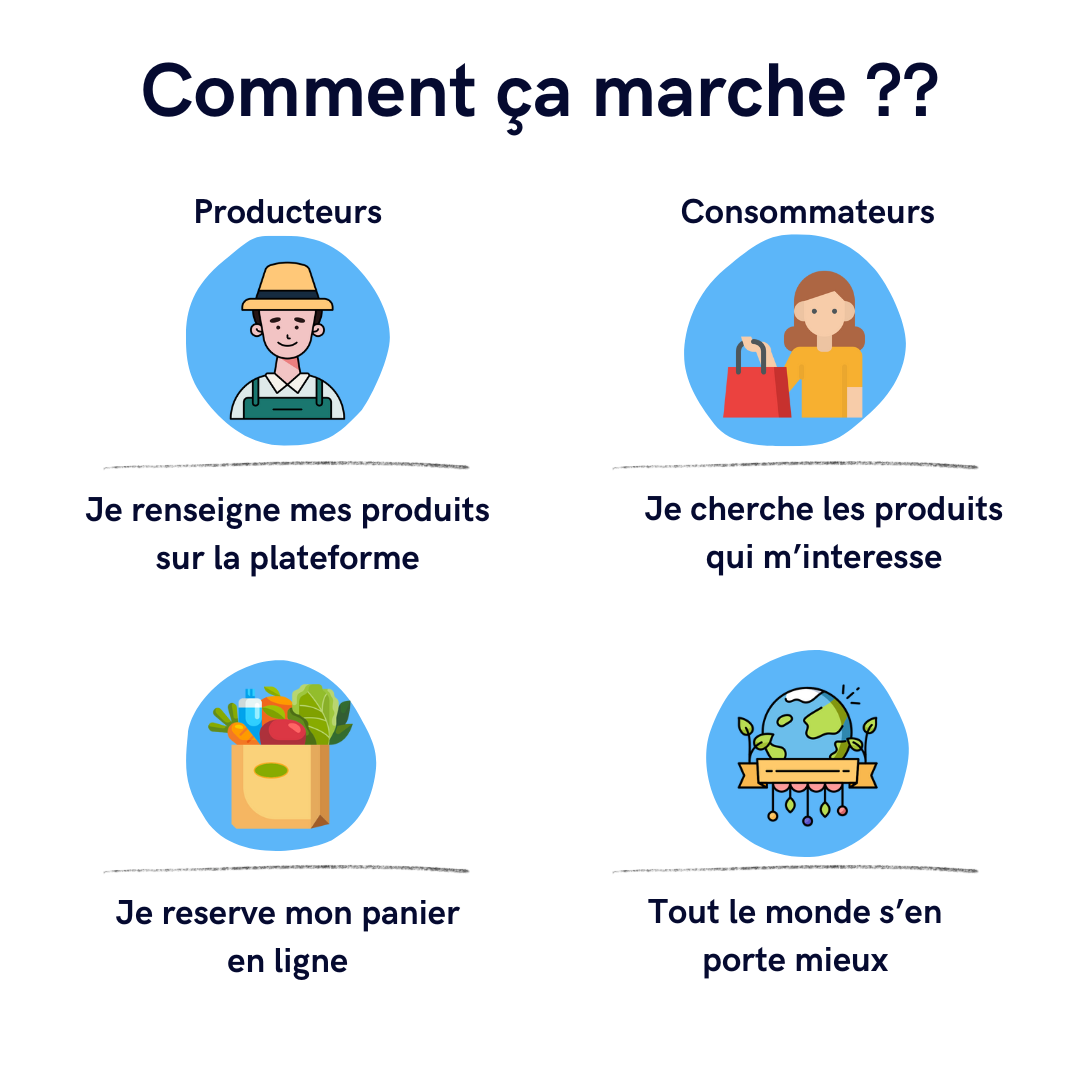 Comment ça marche ??
Producteurs
Consommateurs
Je renseigne mes produits
sur la plateforme
Je cherche les produits
qui m’interesse
Je reserve mon panier
en ligne
Tout le monde s’en
porte mieux